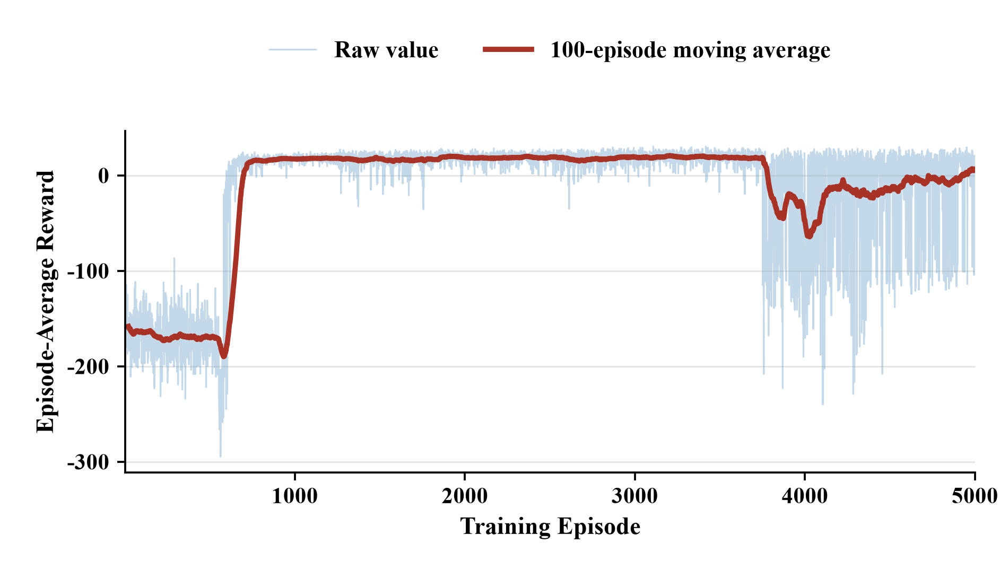 Raw value
100-episode moving average
Episode-Average Reward
0
-100
-200
-300
1000
2000
3000
4000
5000
Training Episode